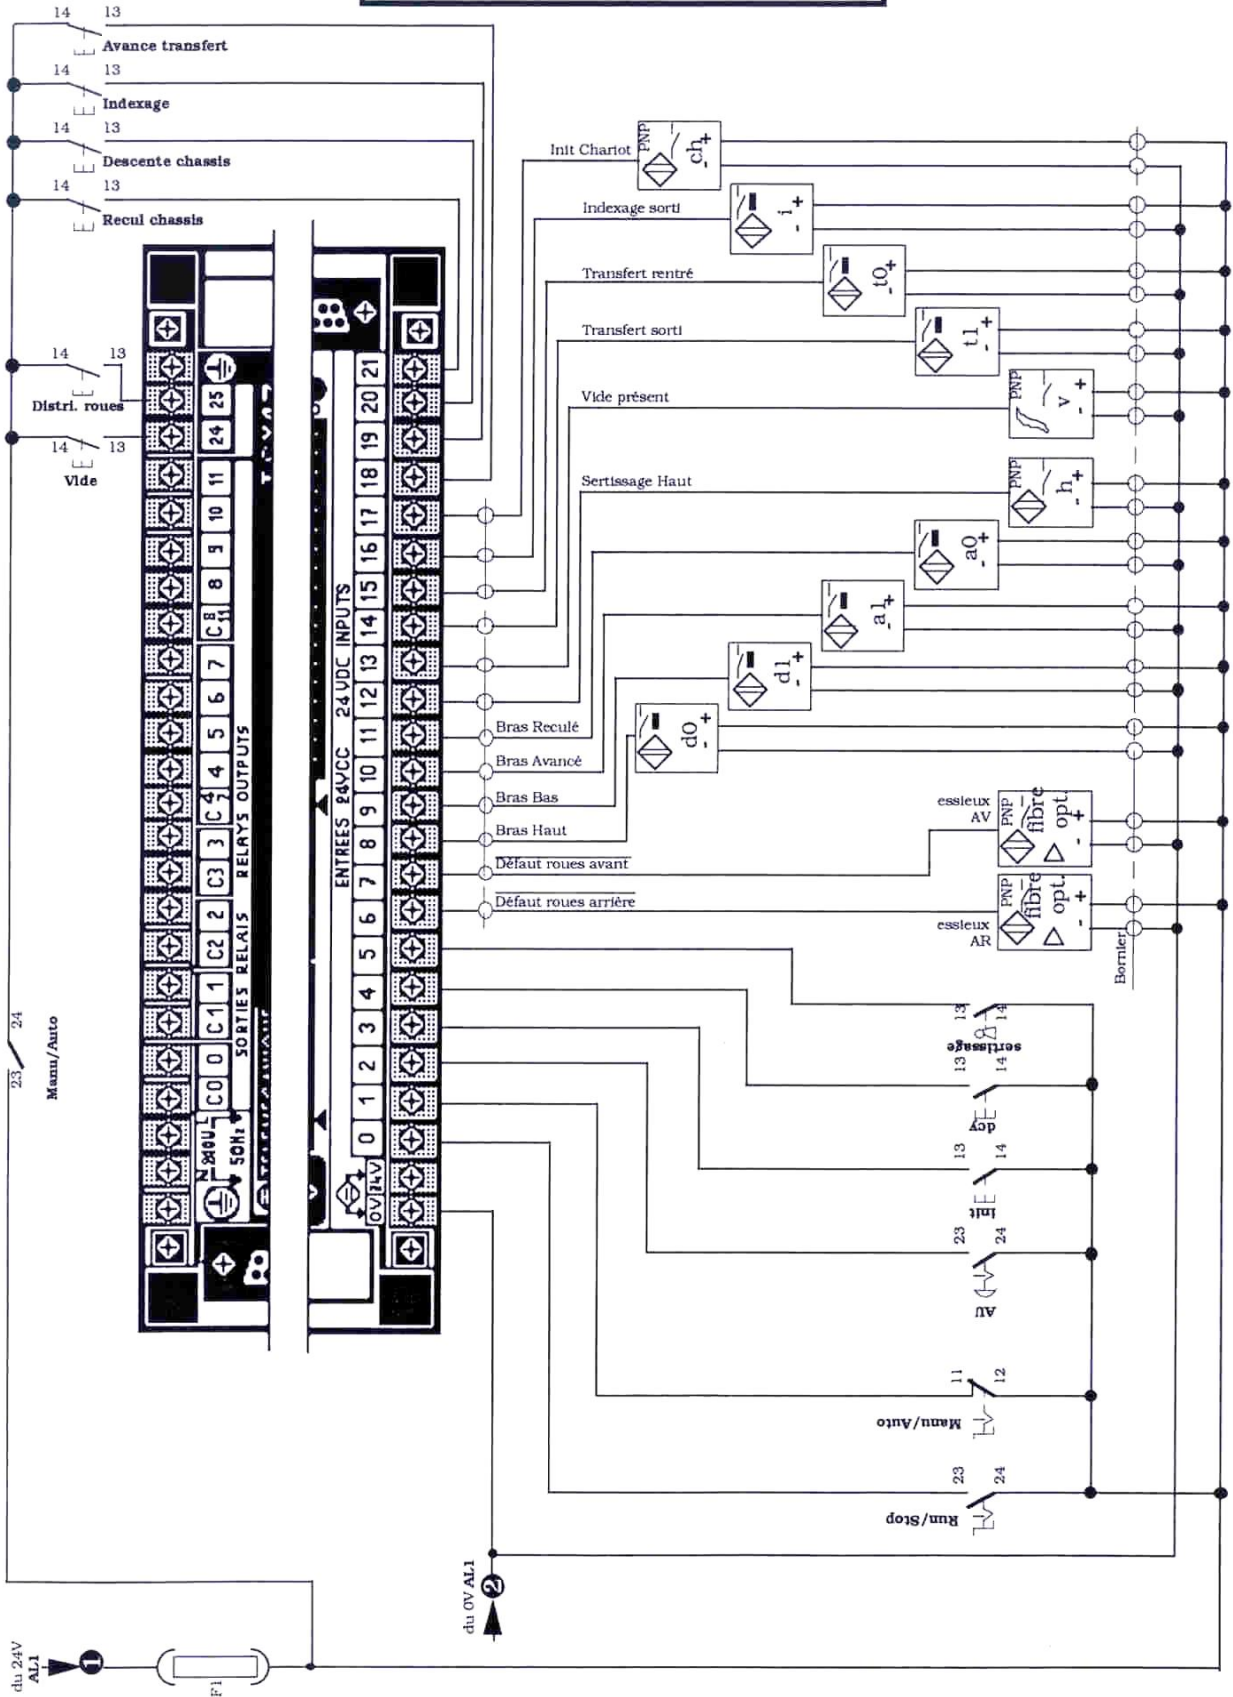 14 13
Avance transfert
14 13
Indexage
14 13
Descente chassis
14 13
Recul chassis
14 13
Distri. roues
14 13
Vide
23 24
Manu/Auto
du 24V
AL1
1
F1
du 0V AL1
2
N 240V L
50Hz
C0 0 C1 1 C2 2 C3 3 C4 7 4 5 6 7 C8 11 8 9 10 11 24 25
SORTIES RELAIS RELAYS OUTPUTS
ENTREES 24VCC 24VDC INPUTS
0V 24V 0 1 2 3 4 5 6 7 8 9 10 11 12 13 14 15 16 17 18 19 20 21
Init Chariot
PNP
ch
- +
Indexage sorti
i
- +
Transfert rentré
t0
- +
Transfert sorti
t1
- +
Vide présent
PNP
v
- +
Sertissage Haut
PNP
h
- +
Bras Reculé
a0
- +
Bras Avancé
a1
- +
Bras Bas
d1
- +
Bras Haut
d0
- +
Défaut roues avant
essieux
AV
PNP
fibre
opt.
- +
Défaut roues arrière
essieux
AR
PNP
fibre
opt.
- +
Bornier
13 14
sertissage
13 14
dcy
13 14
init
23 24
AU
11 12
Manu/Auto
23 24
Run/Stop